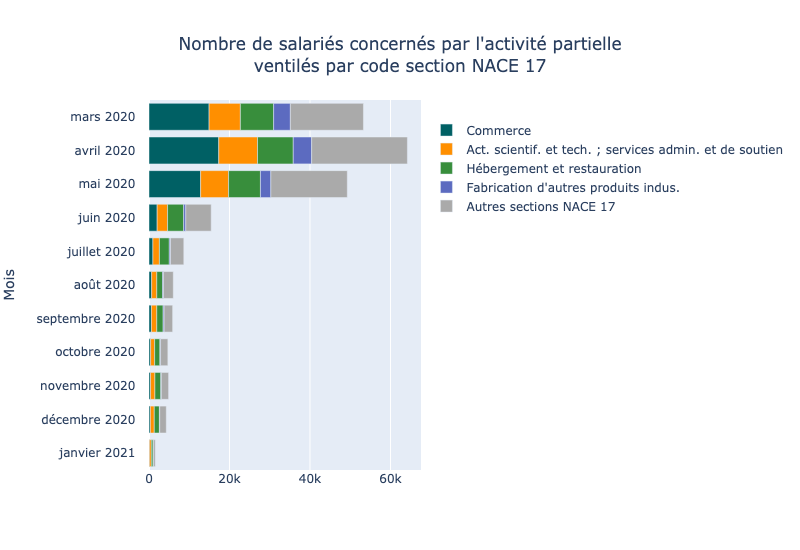 Nombre de salariés concernés par l'activité partielle
ventilés par code section NACE 17
mars 2020
avril 2020
mai 2020
juin 2020
juillet 2020
août 2020
septembre 2020
octobre 2020
novembre 2020
décembre 2020
janvier 2021
Mois
0
20k
40k
60k
Commerce
Act. scientif. et tech. ; services admin. et de soutien
Hébergement et restauration
Fabrication d'autres produits indus.
Autres sections NACE 17